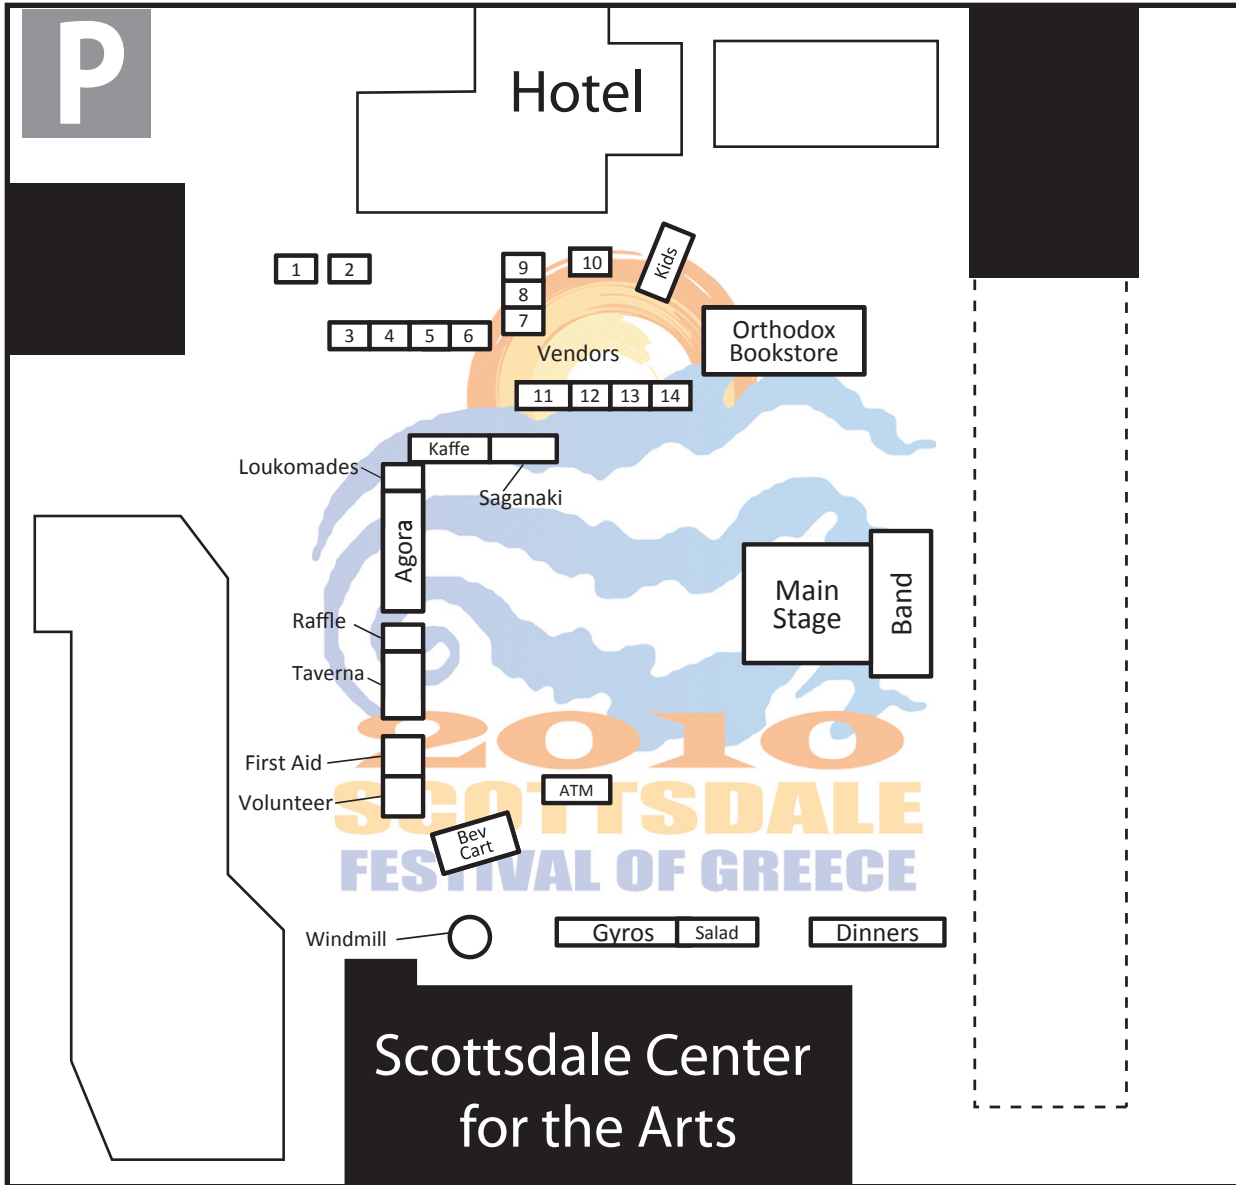 P
Hotel
1
2
9
10
Kids
8
7
3
4
5
6
Orthodox
Bookstore
Vendors
11
12
13
14
Kaffe
Loukomades
Saganaki
Agora
Main
Stage
Band
Raffle
Taverna
2010
First Aid
Volunteer
ATM
SCOTTSDALE
Bev
Cart
FESTIVAL OF GREECE
Windmill
Gyros
Salad
Dinners
Scottsdale Center
for the Arts